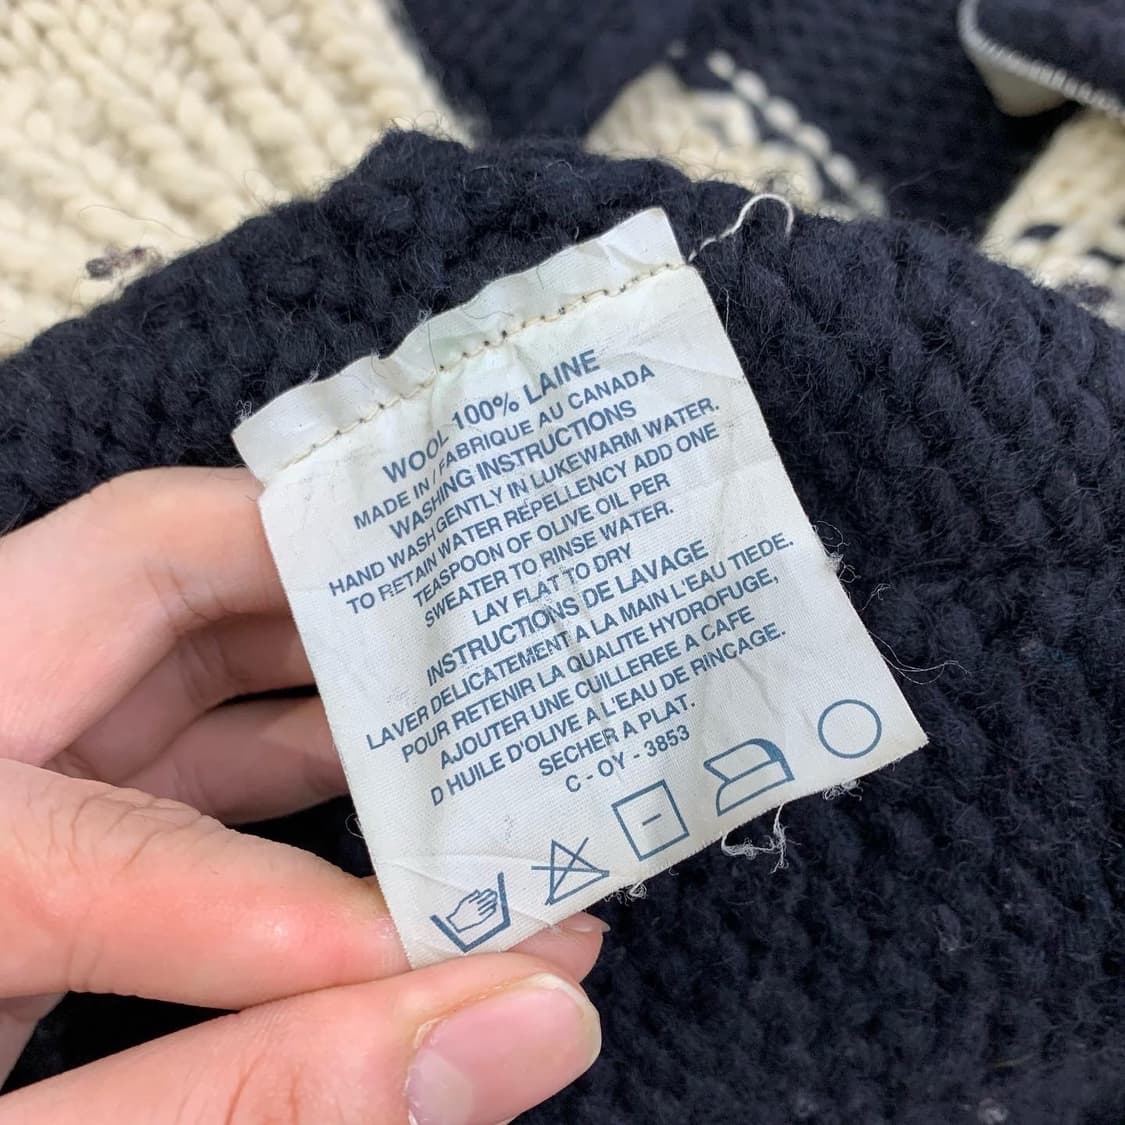 WOOL 100% LAINE
MADE IN / FABRIQUE AU CANADA
WASHING INSTRUCTIONS
HAND WASH GENTLY IN LUKEWARM WATER.
TO RETAIN WATER REPELLENCY ADD ONE
TEASPOON OF OLIVE OIL PER
SWEATER TO RINSE WATER.
LAY FLAT TO DRY
INSTRUCTIONS DE LAVAGE
LAVER DELICATEMENT A LA MAIN L'EAU TIEDE.
POUR RETENIR LA QUALITE HYDROFUGE,
AJOUTER UNE CUILLEREE A CAFE
D HUILE D'OLIVE A L'EAU DE RINCAGE.
SECHER A PLAT.
C - OY - 3853